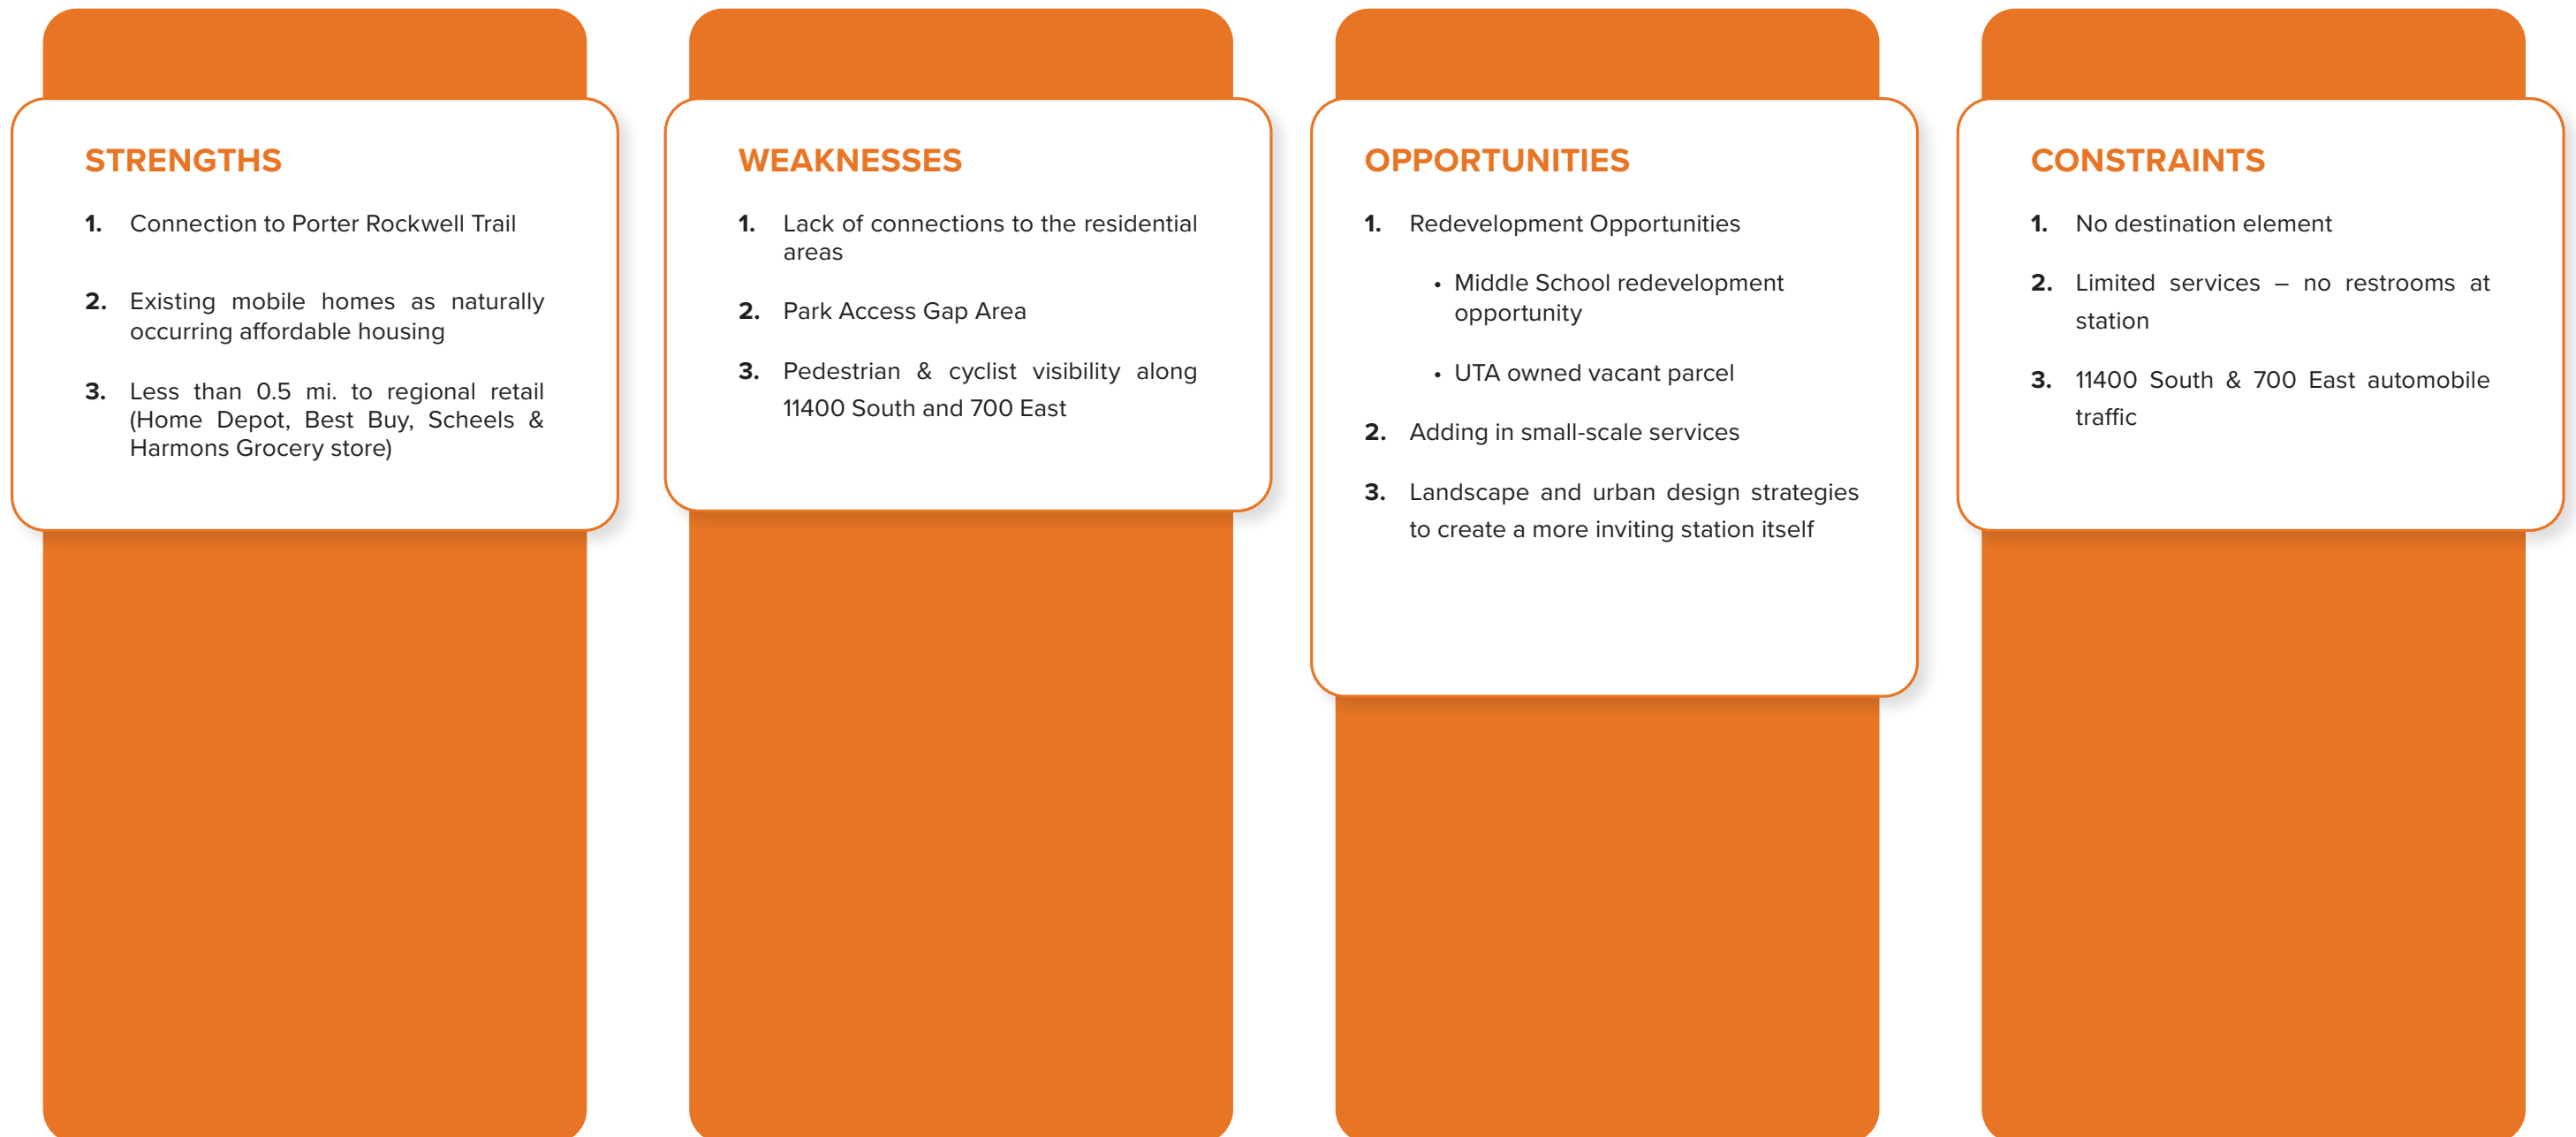 STRENGTHS
1. Connection to Porter Rockwell Trail
2. Existing mobile homes as naturally
occurring affordable housing
3. Less than 0.5 mi. to regional retail
(Home Depot, Best Buy, Scheels &
Harmons Grocery store)
WEAKNESSES
1. Lack of connections to the residential
areas
2. Park Access Gap Area
3. Pedestrian & cyclist visibility along
11400 South and 700 East
OPPORTUNITIES
1. Redevelopment Opportunities
• Middle School redevelopment
opportunity
• UTA owned vacant parcel
2. Adding in small-scale services
3. Landscape and urban design strategies
to create a more inviting station itself
CONSTRAINTS
1. No destination element
2. Limited services – no restrooms at
station
3. 11400 South & 700 East automobile
traffic